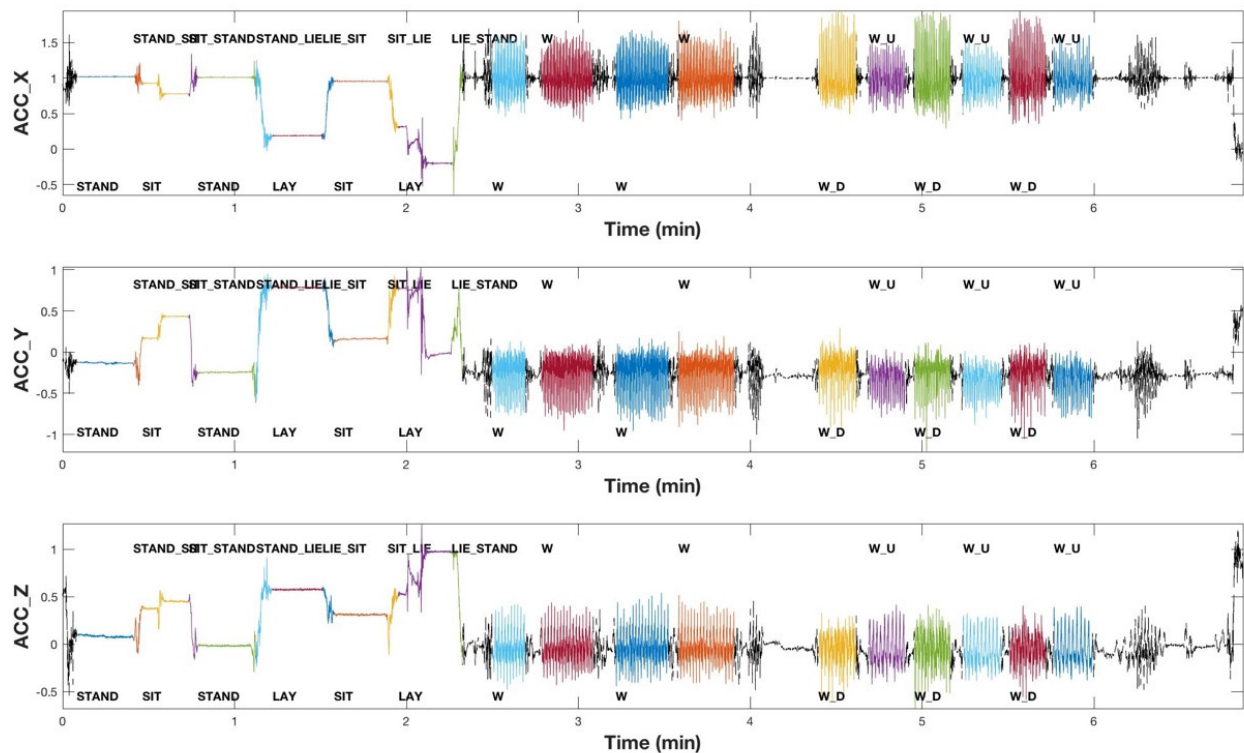 STAND_SIT SIT_STAND STAND_LIE LIE_SIT SIT_LIE LIE_STAND W W W_U W_U W_U
1.5
1
0.5
0
-0.5
ACC_X
STAND SIT STAND LAY SIT LAY W W W_D W_D W_D
0 1 2 3 4 5 6
Time (min)
STAND_SIT SIT_STAND STAND_LIE LIE_SIT SIT_LIE LIE_STAND W W W_U W_U W_U
1
0.5
0
-0.5
-1
ACC_Y
STAND SIT STAND LAY SIT LAY W W W_D W_D W_D
0 1 2 3 4 5 6
Time (min)
STAND_SIT SIT_STAND STAND_LIE LIE_SIT SIT_LIE LIE_STAND W W W_U W_U W_U
1
0.5
0
-0.5
ACC_Z
STAND SIT STAND LAY SIT LAY W W W_D W_D W_D
0 1 2 3 4 5 6
Time (min)